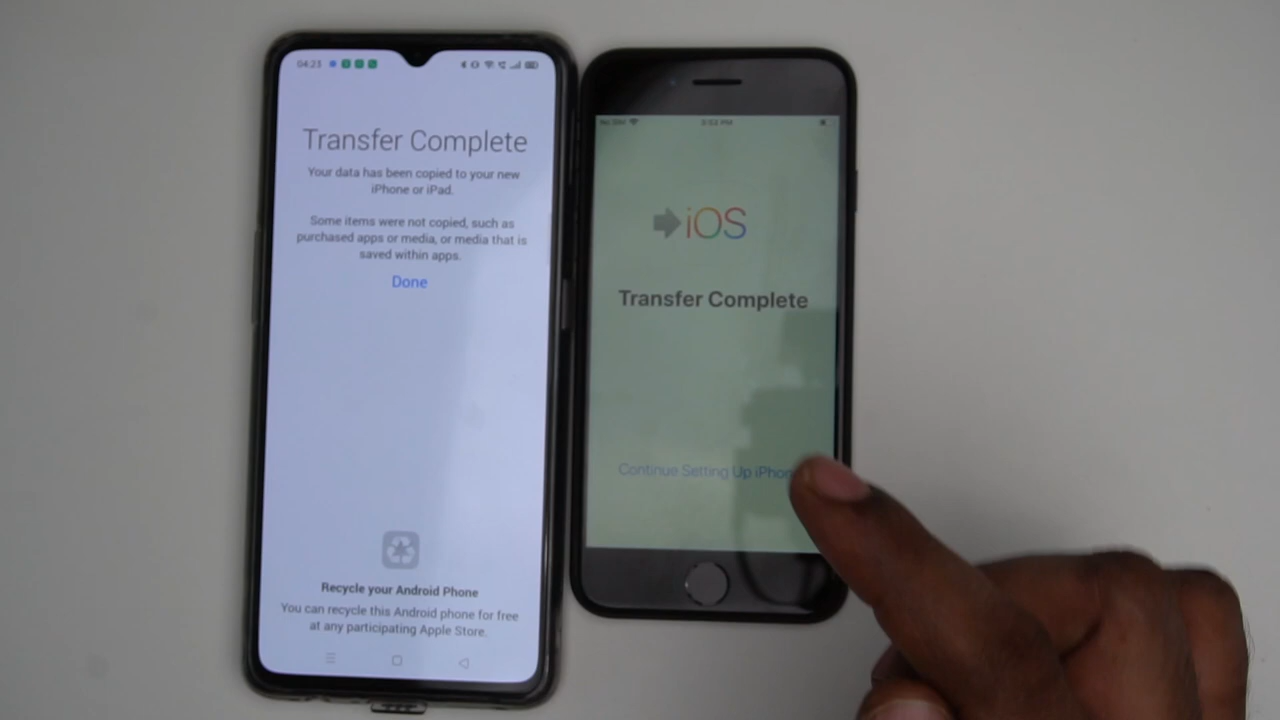 04:23
Transfer Complete
Your data has been copied to your new
iPhone or iPad.
Some items were not copied, such as
purchased apps or media, or media that is
saved within apps.
Done
Recycle your Android Phone
You can recycle this Android phone for free
at any participating Apple Store.
No SIM
iOS
Transfer Complete
Continue Setting Up